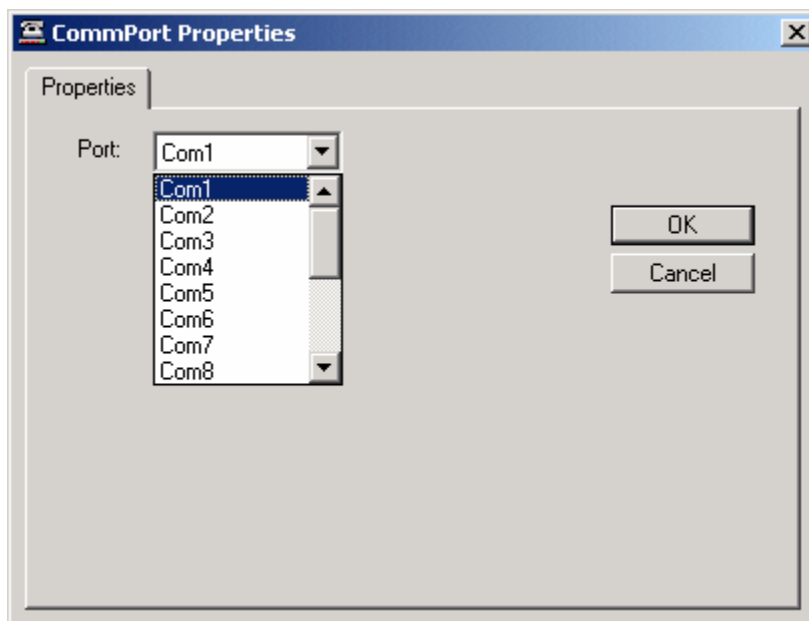 CommPort Properties
Properties
Port:
Com1
Com1
Com2
Com3
Com4
Com5
Com6
Com7
Com8
OK
Cancel